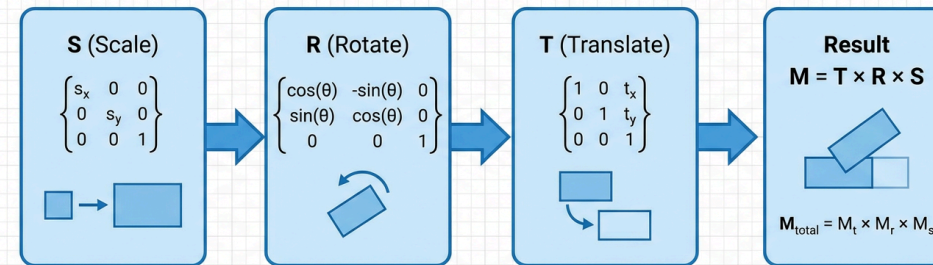 S (Scale)
s_x 0 0
0 s_y 0
0 0 1
R (Rotate)
cos(θ) -sin(θ) 0
sin(θ) cos(θ) 0
0 0 1
T (Translate)
1 0 t_x
0 1 t_y
0 0 1
Result
M = T × R × S
M_total = M_t × M_r × M_s